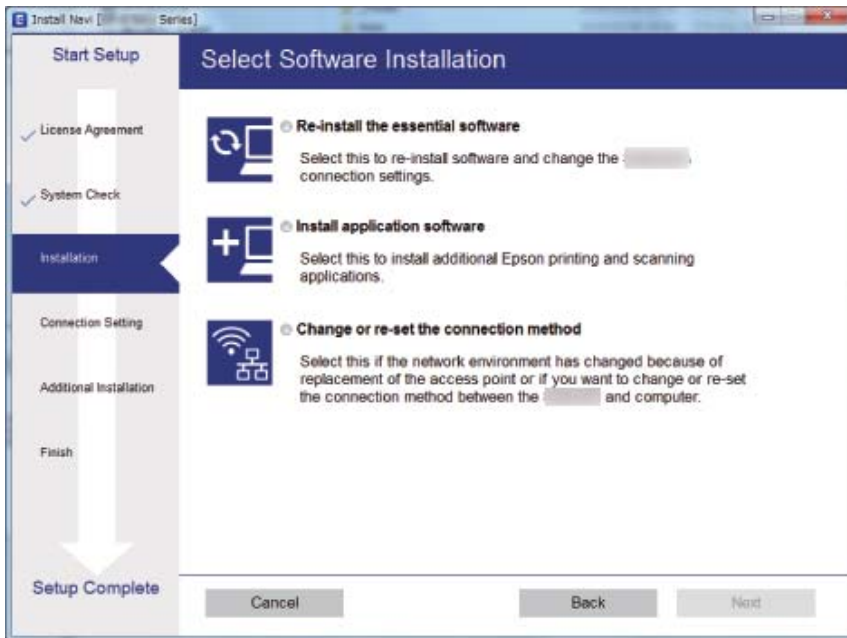 Install Navi [ Series]
Start Setup
Select Software Installation
License Agreement
System Check
Installation
Connection Setting
Additional Installation
Finish
Setup Complete
Re-install the essential software
Select this to re-install software and change the
connection settings.
Install application software
Select this to install additional Epson printing and scanning
applications.
Change or re-set the connection method
Select this if the network environment has changed because of
replacement of the access point or if you want to change or re-set
the connection method between the and computer.
Cancel
Back
Next